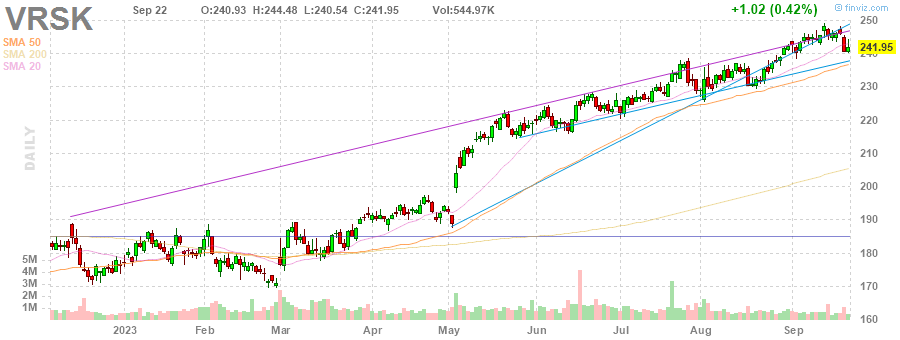 VRSK Sep 22 O:240.93 H:244.48 L:240.54 C:241.95 Vol:544.97K +1.02 (0.42%)
© finviz.com
SMA 50
SMA 200
SMA 20
DAILY
250
241.95
240
230
220
210
200
190
180
170
160
5M
4M
3M
2M
1M
2023 Feb Mar Apr May Jun Jul Aug Sep